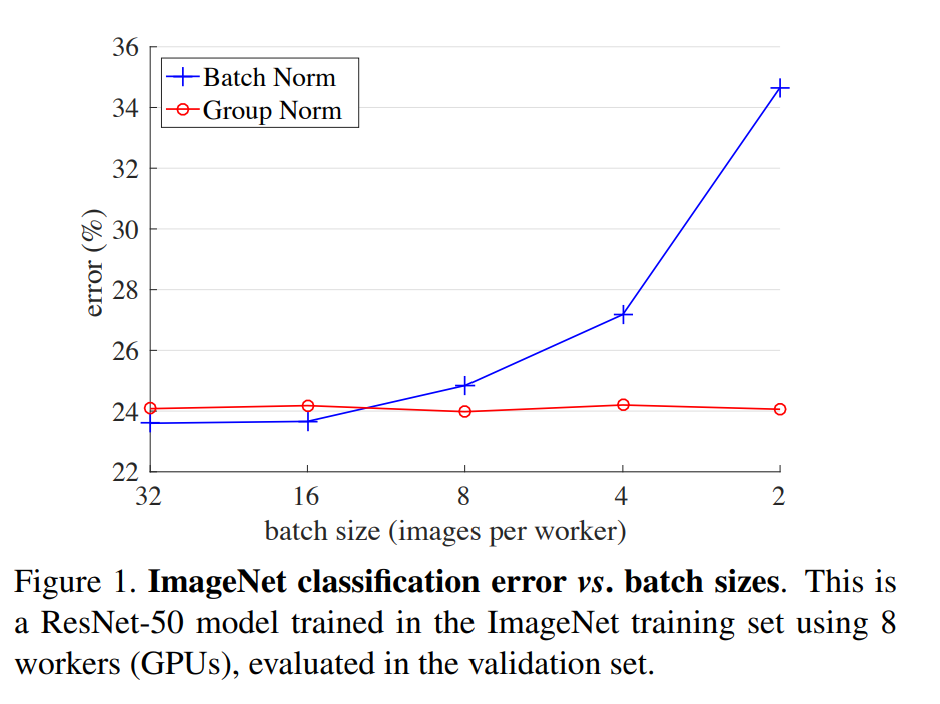 36
34
32
30
28
26
24
22
error (%)
Batch Norm
Group Norm
32 16 8 4 2
batch size (images per worker)
Figure 1. ImageNet classification error vs. batch sizes. This is
a ResNet-50 model trained in the ImageNet training set using 8
workers (GPUs), evaluated in the validation set.